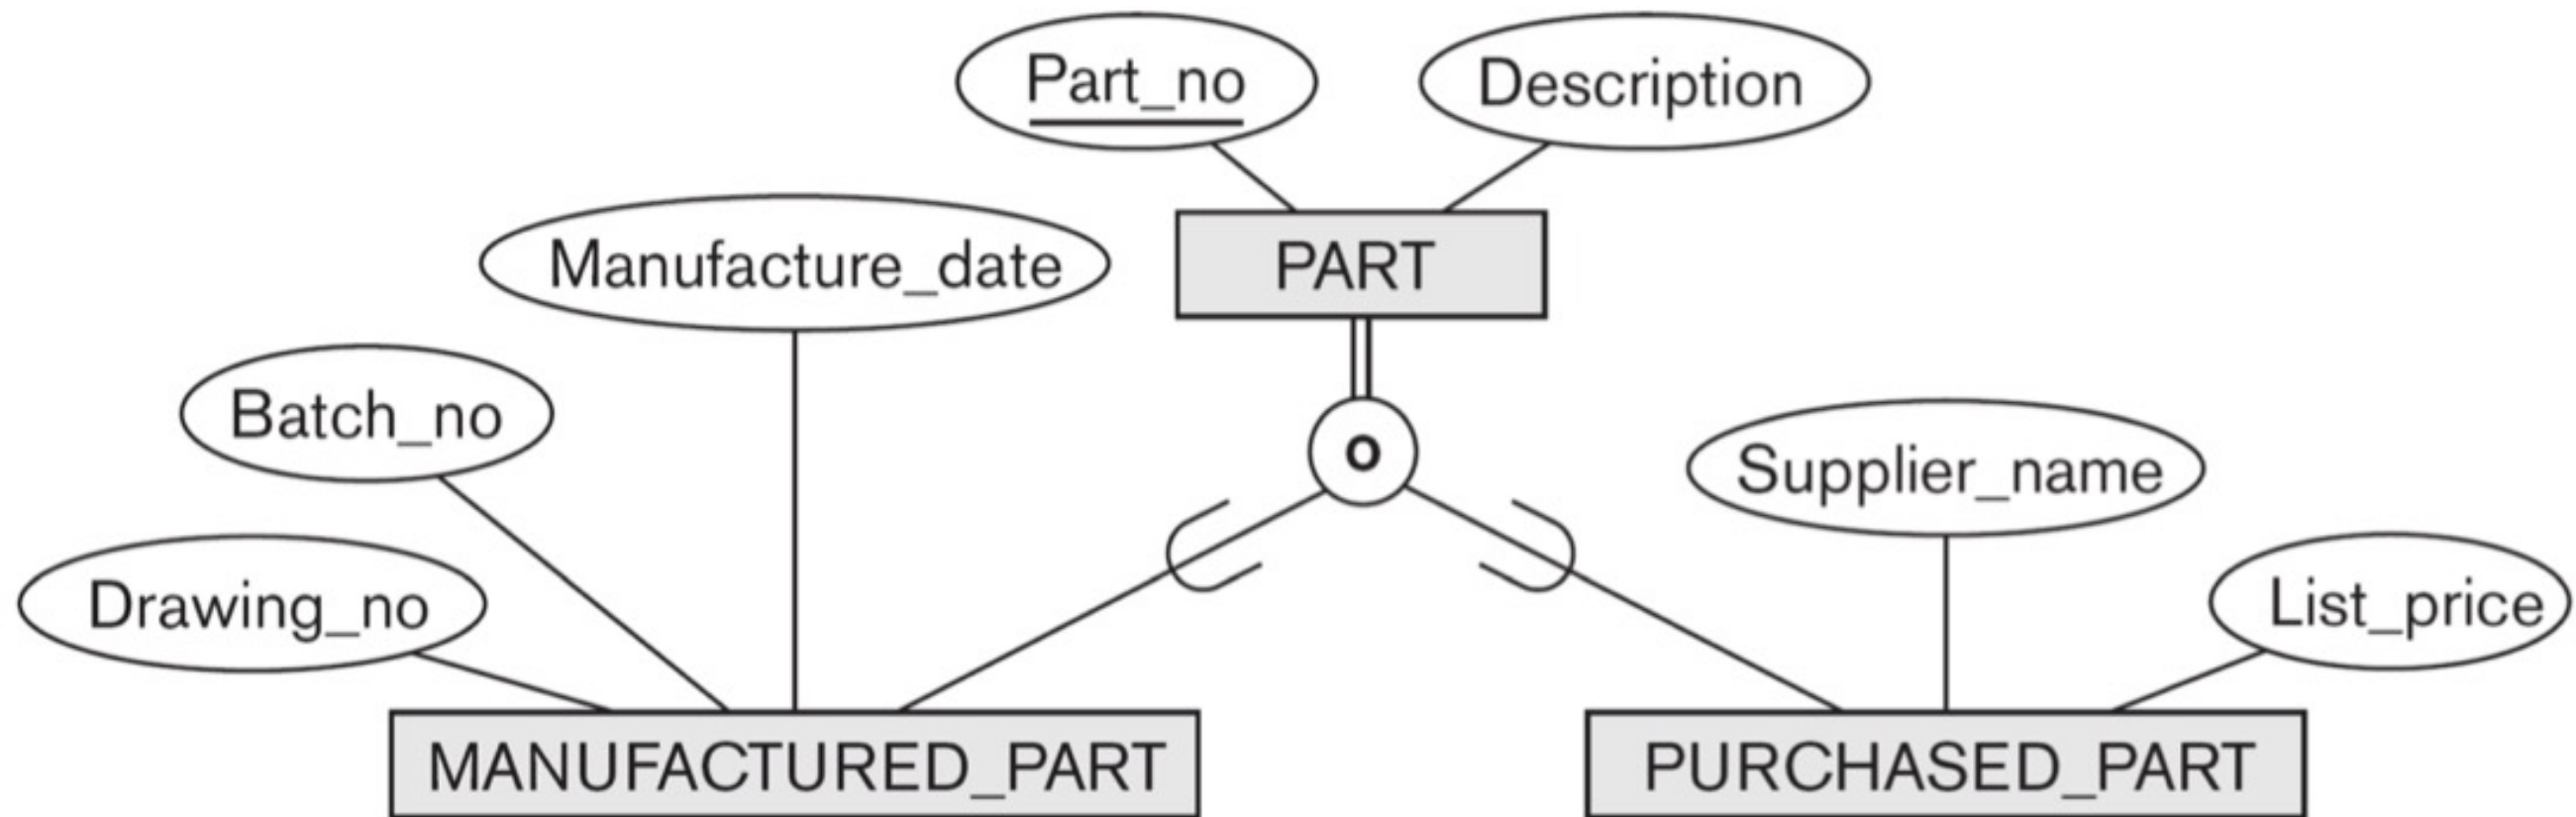 Part_no
Description
Manufacture_date
PART
Batch_no
o
Supplier_name
Drawing_no
List_price
MANUFACTURED_PART
PURCHASED_PART